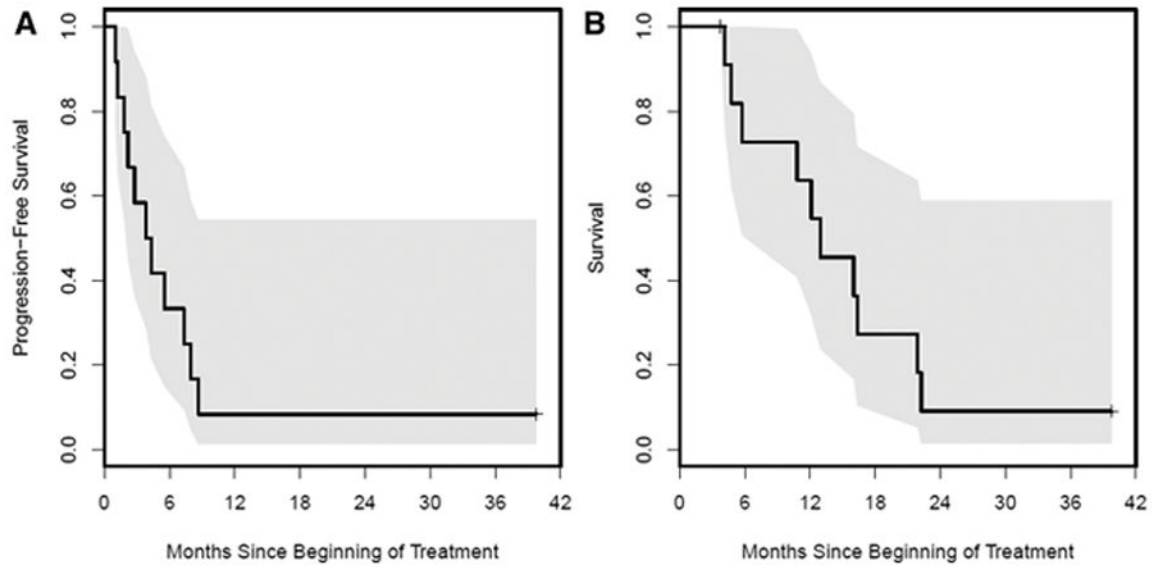 A
Progression-Free Survival
1.0
0.8
0.6
0.4
0.2
0.0
0 6 12 18 24 30 36 42
Months Since Beginning of Treatment
B
Survival
1.0
0.8
0.6
0.4
0.2
0.0
0 6 12 18 24 30 36 42
Months Since Beginning of Treatment